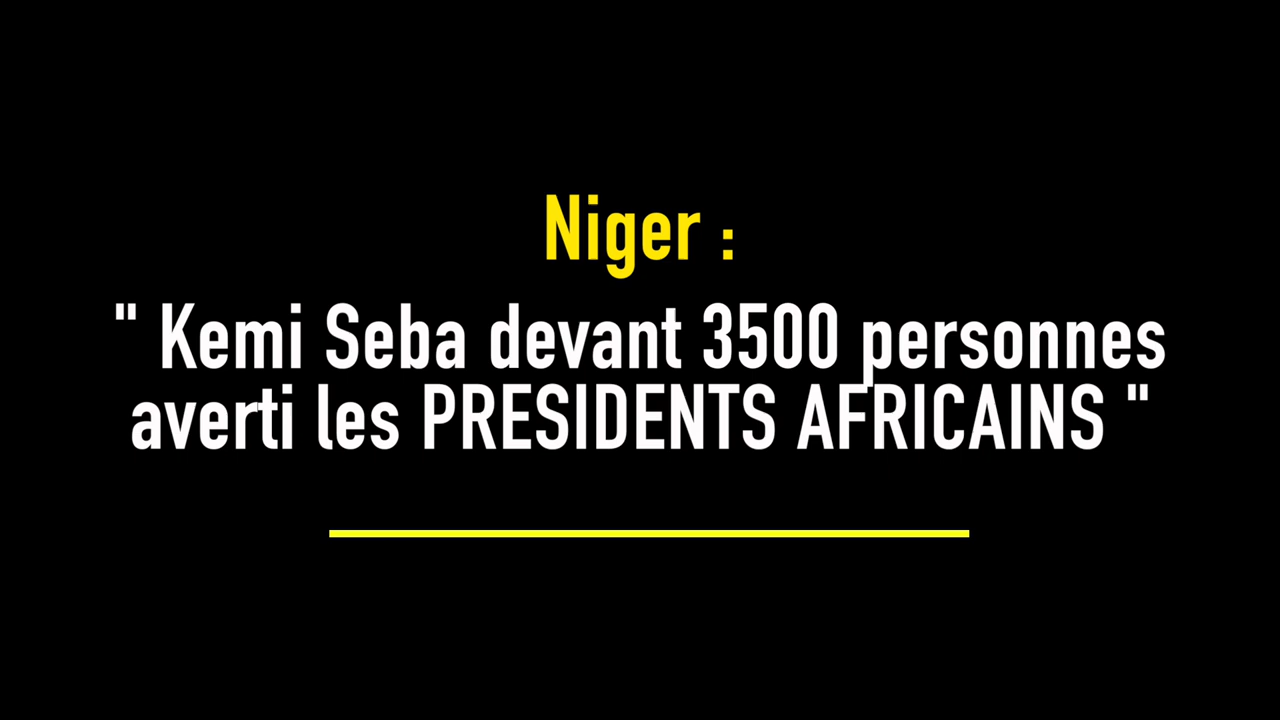 Niger :
" Kemi Seba devant 3500 personnes
averti les PRESIDENTS AFRICAINS "